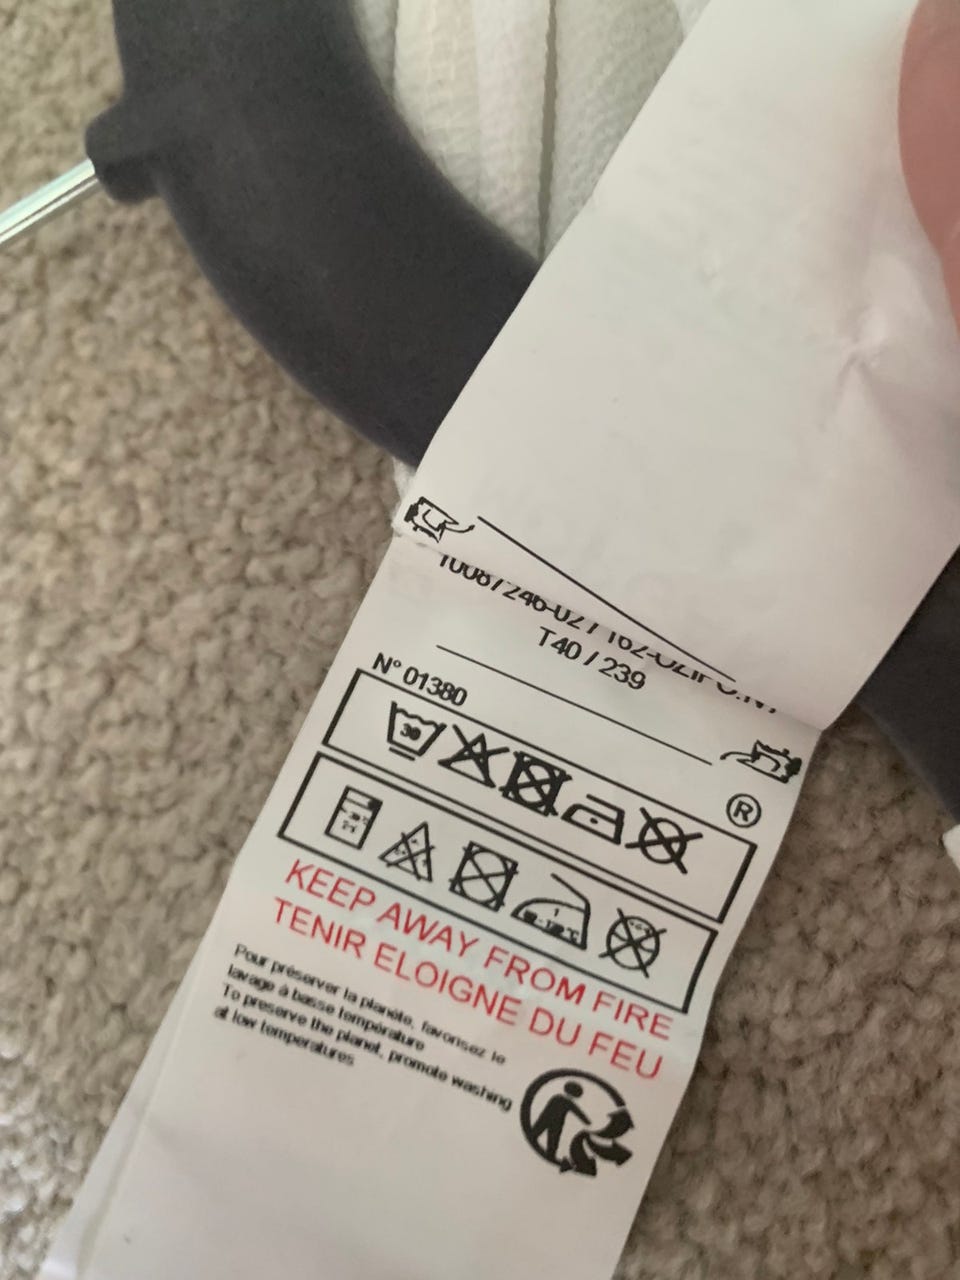 T40 / 239
N° 01380
30
®
KEEP AWAY FROM FIRE
TENIR ELOIGNE DU FEU
Pour préserver la planète, favorisez le
lavage à basse température
To preserve the planet, promote washing
at low temperatures